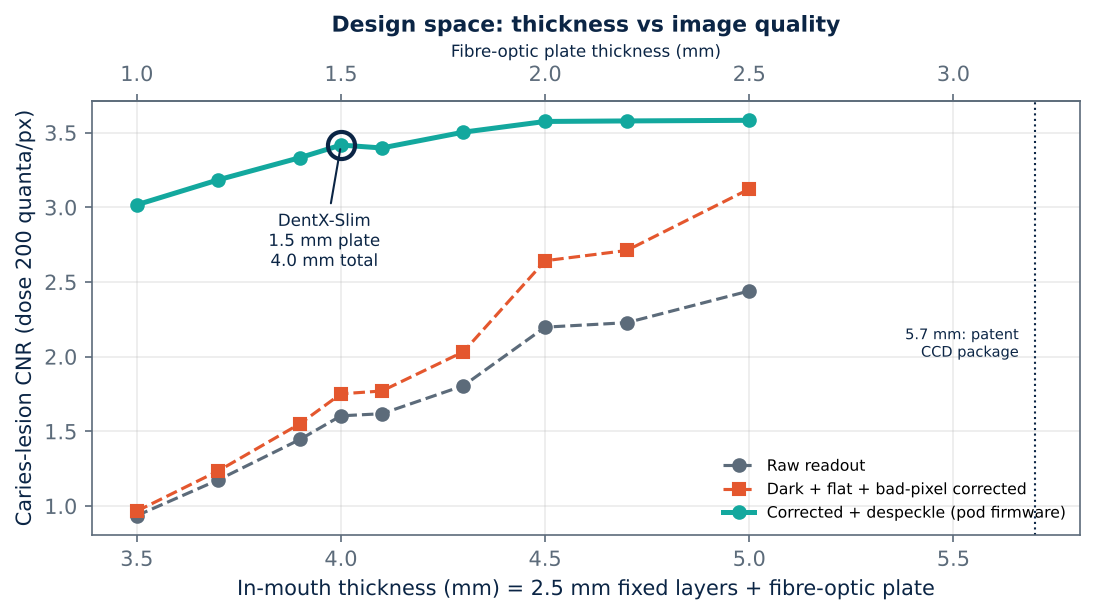 Design space: thickness vs image quality
Fibre-optic plate thickness (mm)
1.0 1.5 2.0 2.5 3.0
Caries-lesion CNR (dose 200 quanta/px)
3.5
3.0
2.5
2.0
1.5
1.0
DentX-Slim
1.5 mm plate
4.0 mm total
5.7 mm: patent
CCD package
Raw readout
Dark + flat + bad-pixel corrected
Corrected + despeckle (pod firmware)
3.5 4.0 4.5 5.0 5.5
In-mouth thickness (mm) = 2.5 mm fixed layers + fibre-optic plate